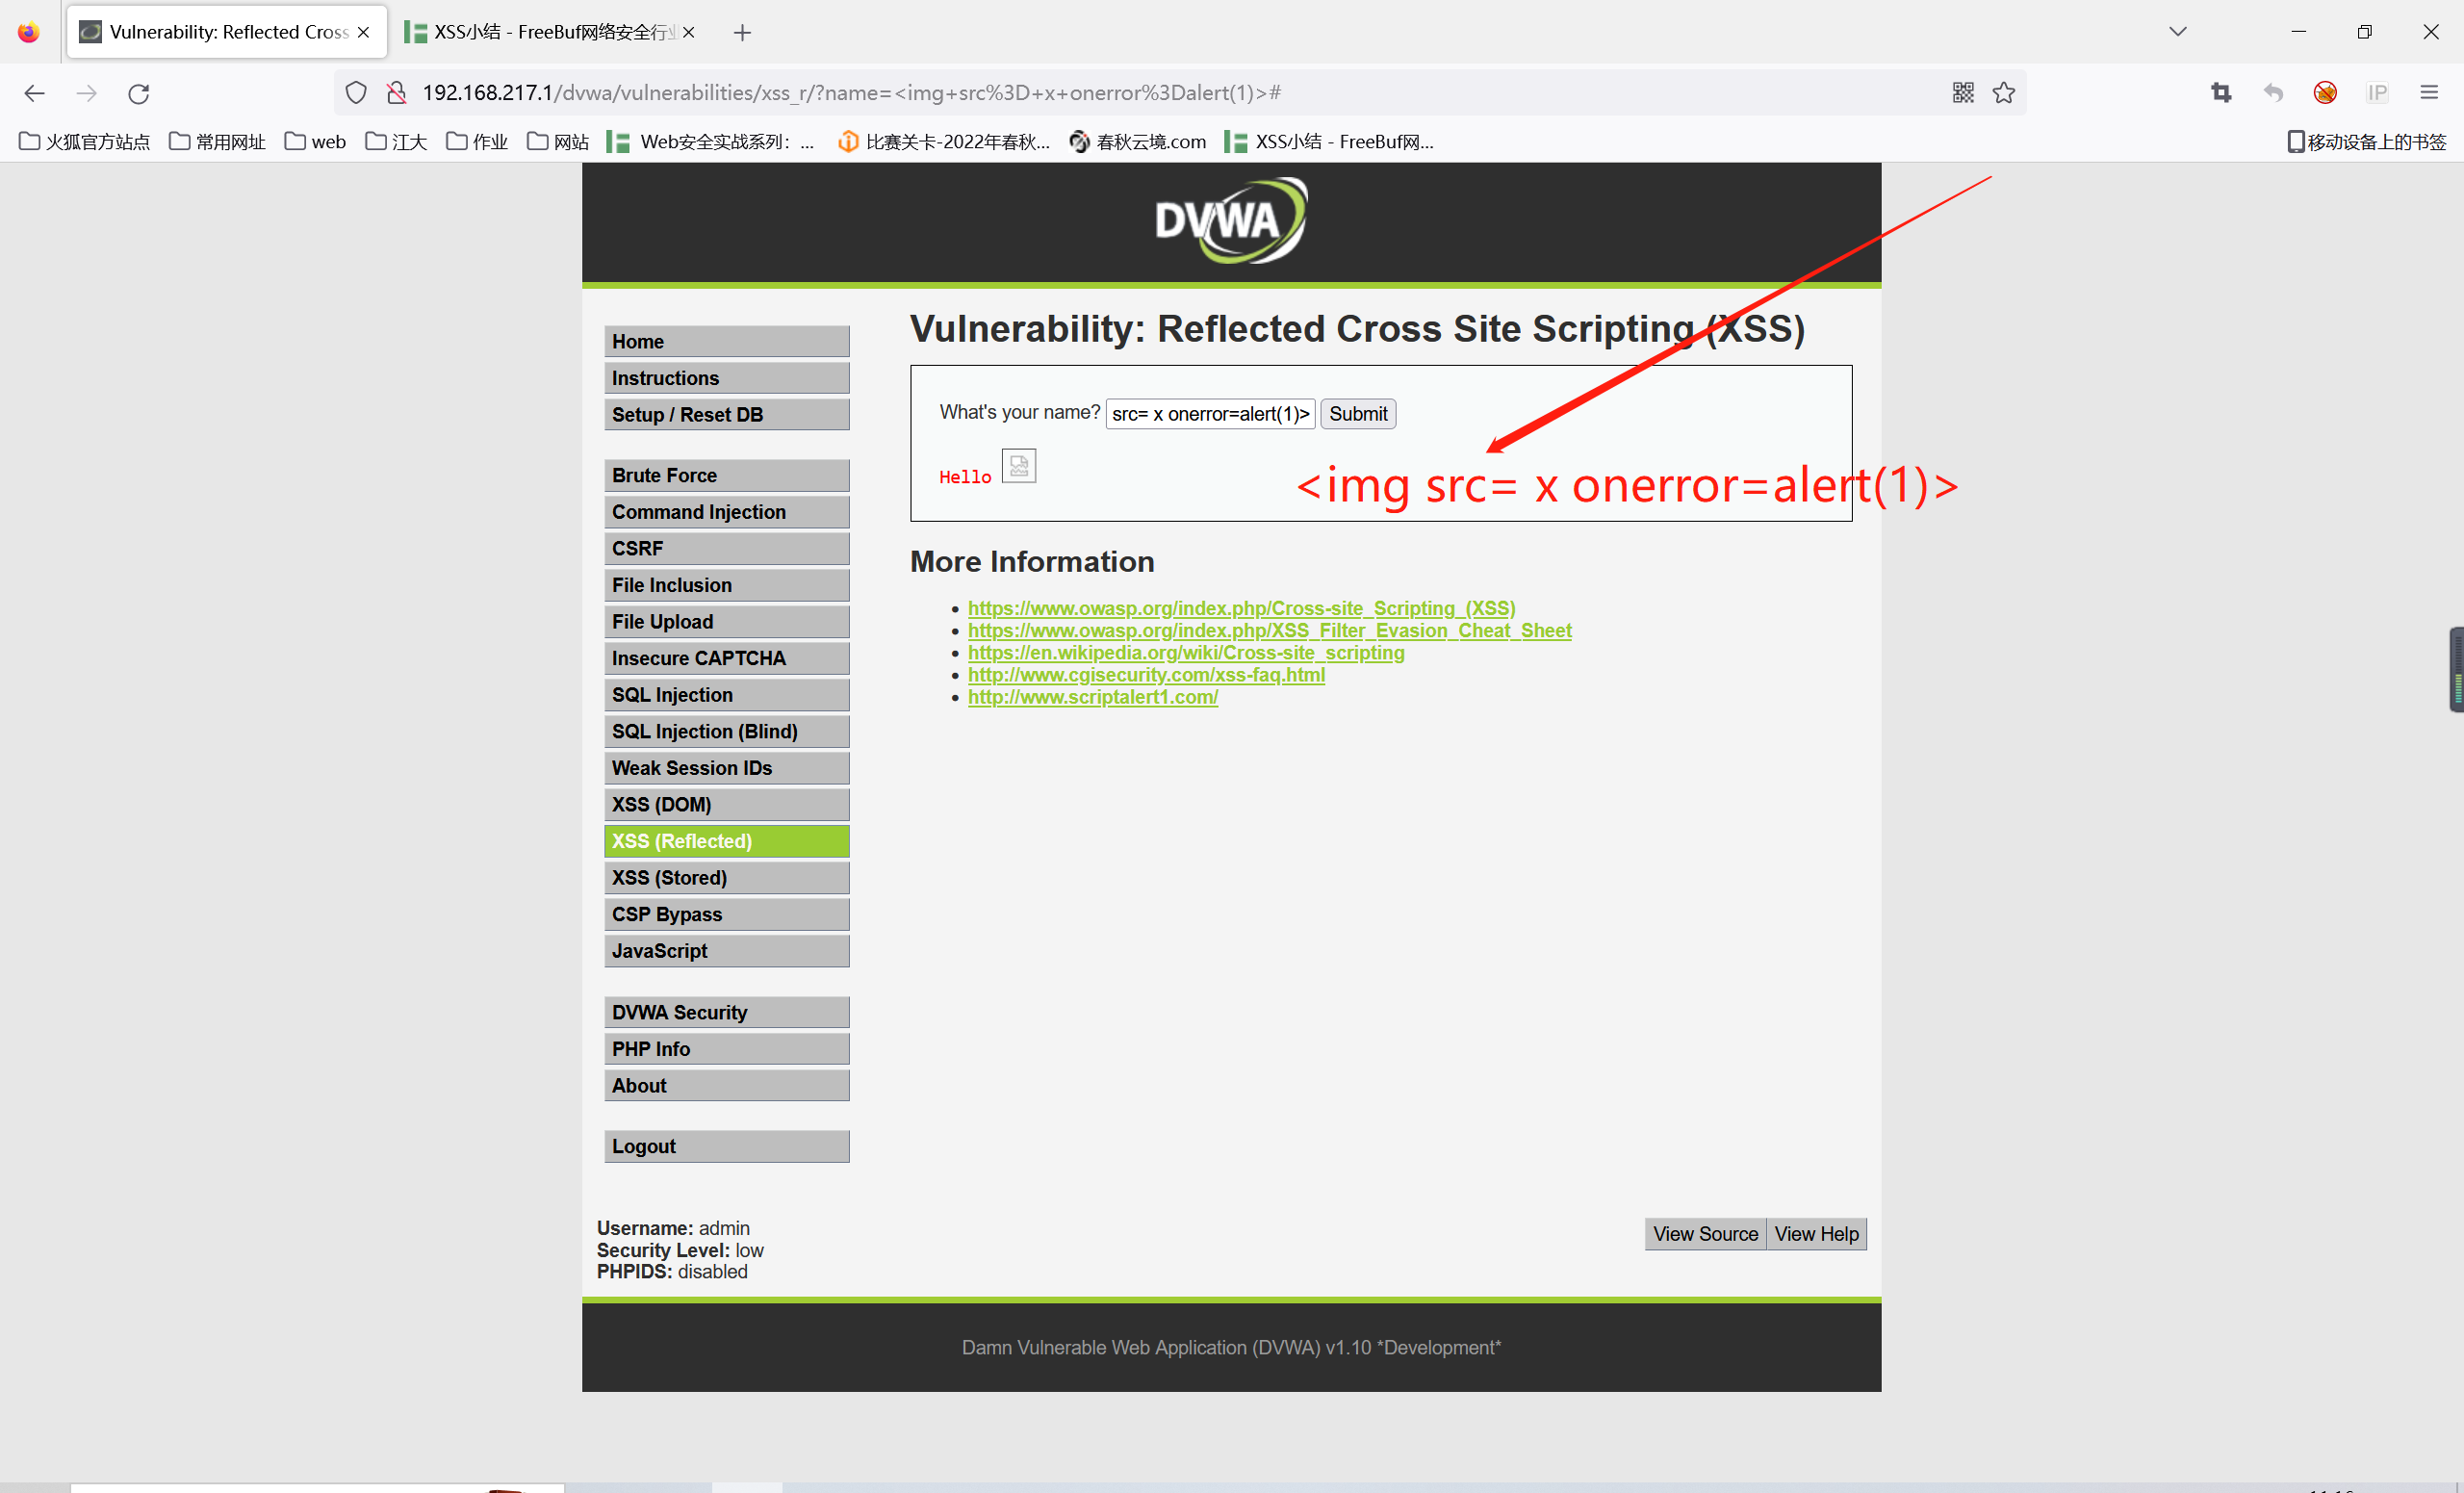 Vulnerability: Reflected Cross
XSS小结 - FreeBuf网络安全行业
192.168.217.1/dvwa/vulnerabilities/xss_r/?name=<img+src%3D+x+onerror%3Dalert(1)>#
IP
火狐官方站点 常用网址 web 江大 作业 网站 Web安全实战系列：... 比赛关卡-2022年春秋... 春秋云境.com XSS小结 - FreeBuf网... 移动设备上的书签
DVWA
Home
Instructions
Setup / Reset DB
Brute Force
Command Injection
CSRF
File Inclusion
File Upload
Insecure CAPTCHA
SQL Injection
SQL Injection (Blind)
Weak Session IDs
XSS (DOM)
XSS (Reflected)
XSS (Stored)
CSP Bypass
JavaScript
DVWA Security
PHP Info
About
Logout
Vulnerability: Reflected Cross Site Scripting (XSS)
What's your name? src= x onerror=alert(1)> Submit
Hello
<img src= x onerror=alert(1)>
More Information
https://www.owasp.org/index.php/Cross-site_Scripting_(XSS)
https://www.owasp.org/index.php/XSS_Filter_Evasion_Cheat_Sheet
https://en.wikipedia.org/wiki/Cross-site_scripting
http://www.cgisecurity.com/xss-faq.html
http://www.scriptalert1.com/
Username: admin
Security Level: low
PHPIDS: disabled
View Source View Help
Damn Vulnerable Web Application (DVWA) v1.10 *Development*